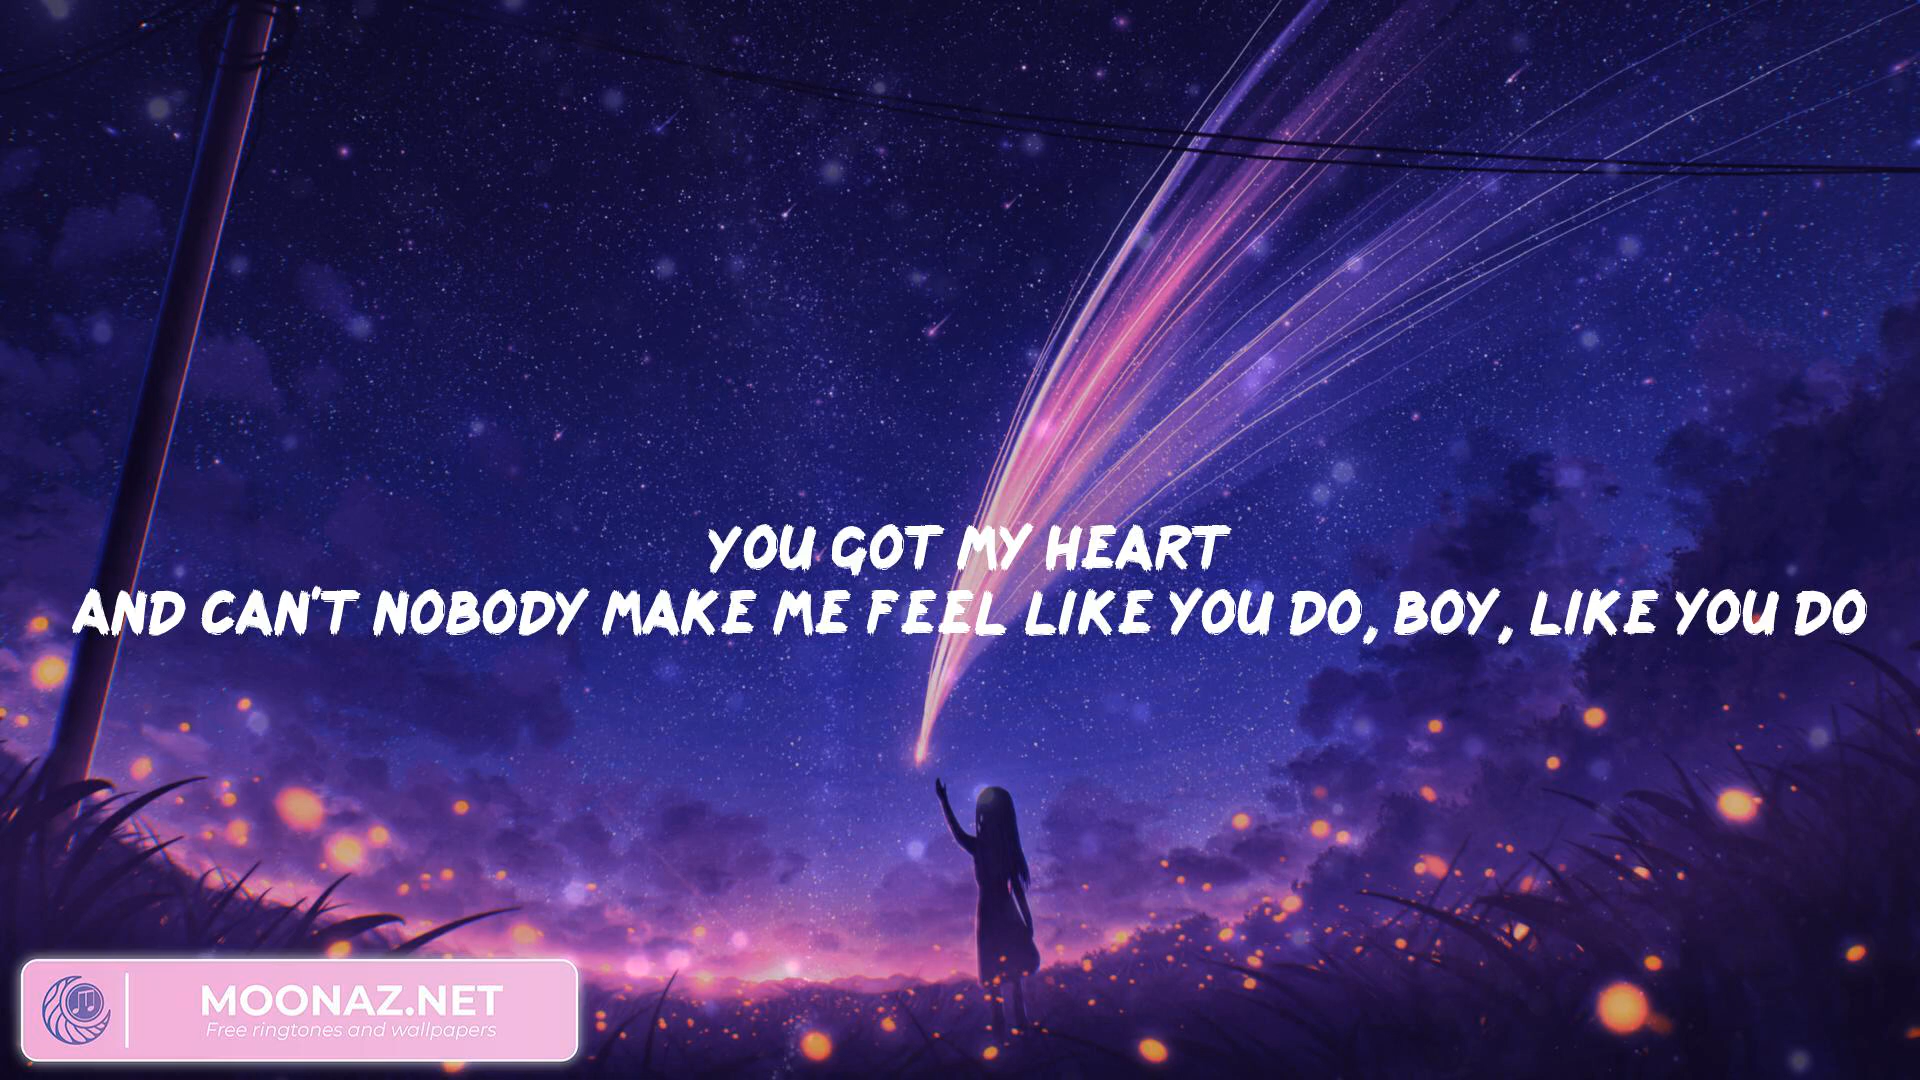 YOU GOT MY HEART
AND CAN'T NOBODY MAKE ME FEEL LIKE YOU DO, BOY, LIKE YOU DO
MOONAZ.NET
Free ringtones and wallpapers